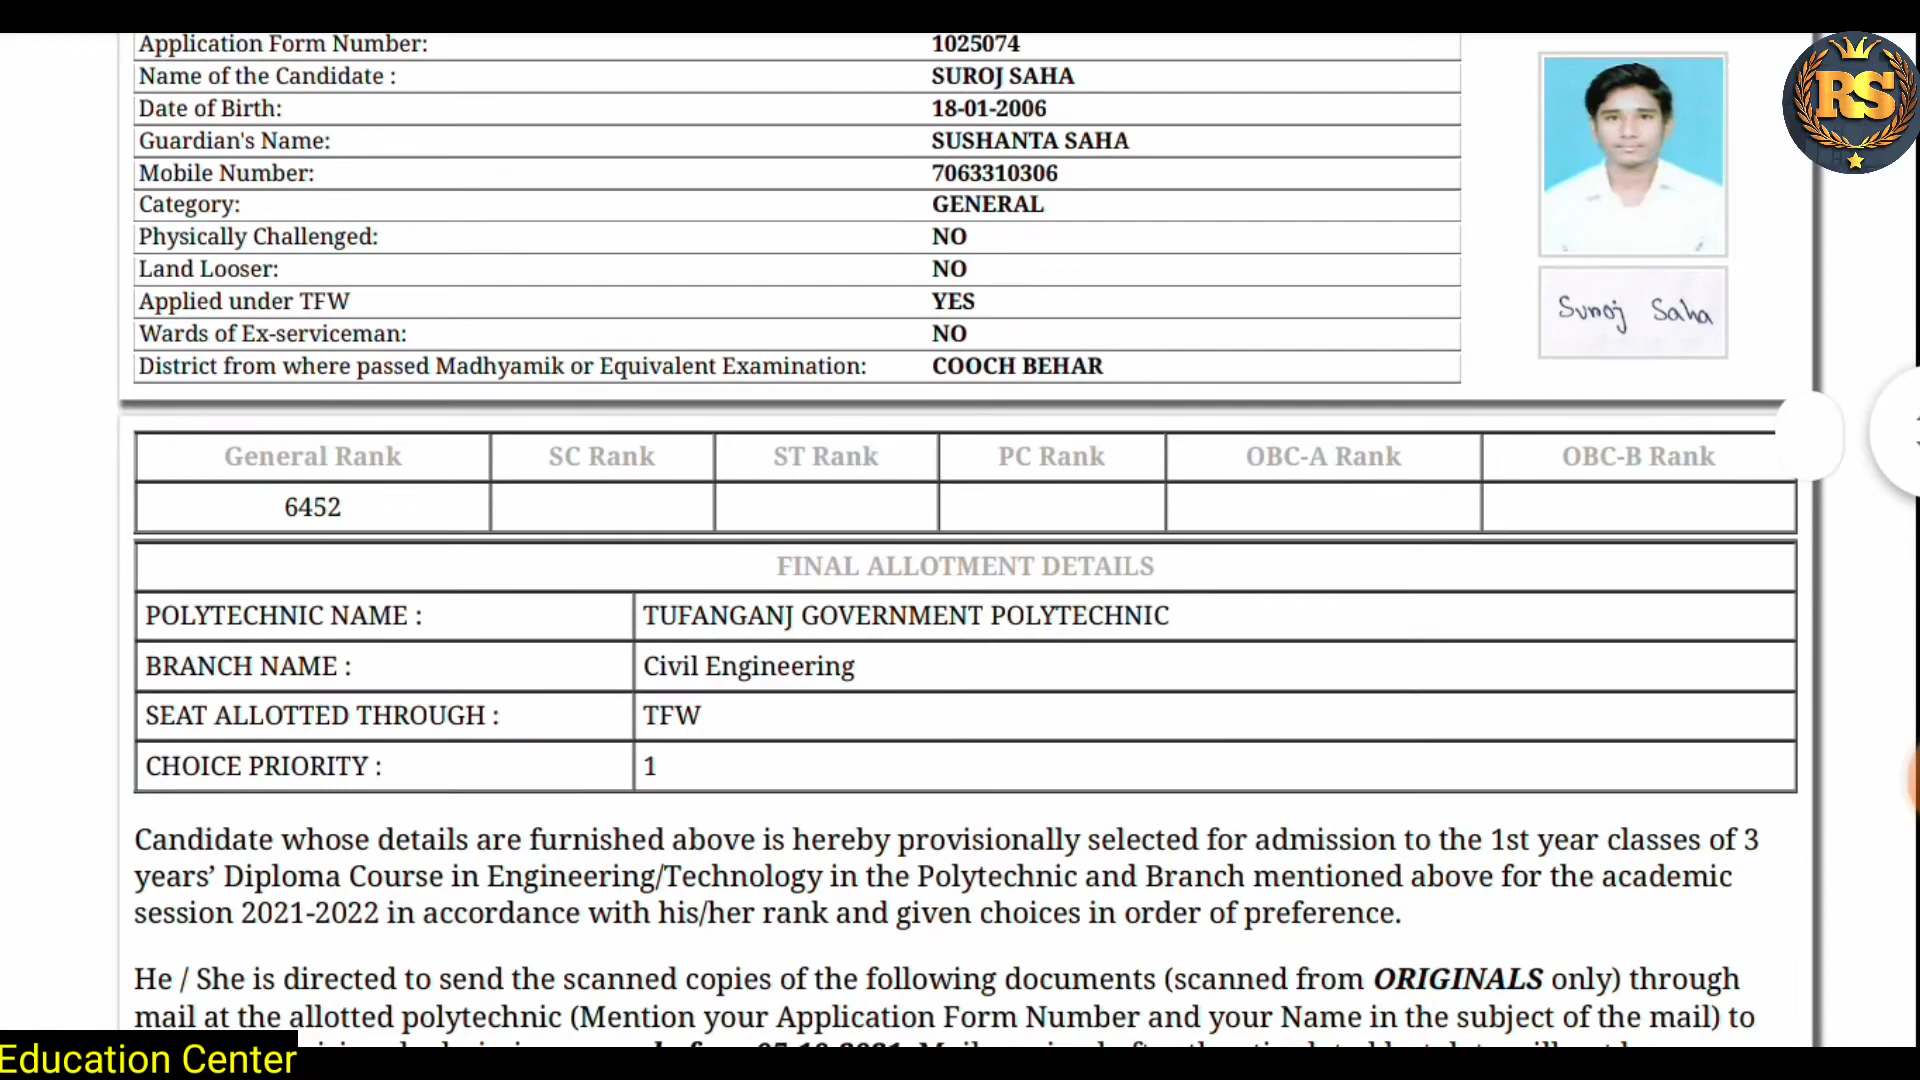 Application Form Number: 1025074
Name of the Candidate : SUROJ SAHA
Date of Birth: 18-01-2006
Guardian's Name: SUSHANTA SAHA
Mobile Number: 7063310306
Category: GENERAL
Physically Challenged: NO
Land Looser: NO
Applied under TFW YES
Wards of Ex-serviceman: NO
District from where passed Madhyamik or Equivalent Examination: COOCH BEHAR
RS
Suroj Saha
General Rank SC Rank ST Rank PC Rank OBC-A Rank OBC-B Rank
6452
FINAL ALLOTMENT DETAILS
POLYTECHNIC NAME : TUFANGANJ GOVERNMENT POLYTECHNIC
BRANCH NAME : Civil Engineering
SEAT ALLOTTED THROUGH : TFW
CHOICE PRIORITY : 1
Candidate whose details are furnished above is hereby provisionally selected for admission to the 1st year classes of 3
years’ Diploma Course in Engineering/Technology in the Polytechnic and Branch mentioned above for the academic
session 2021-2022 in accordance with his/her rank and given choices in order of preference.
He / She is directed to send the scanned copies of the following documents (scanned from ORIGINALS only) through
mail at the allotted polytechnic (Mention your Application Form Number and your Name in the subject of the mail) to
Education Center